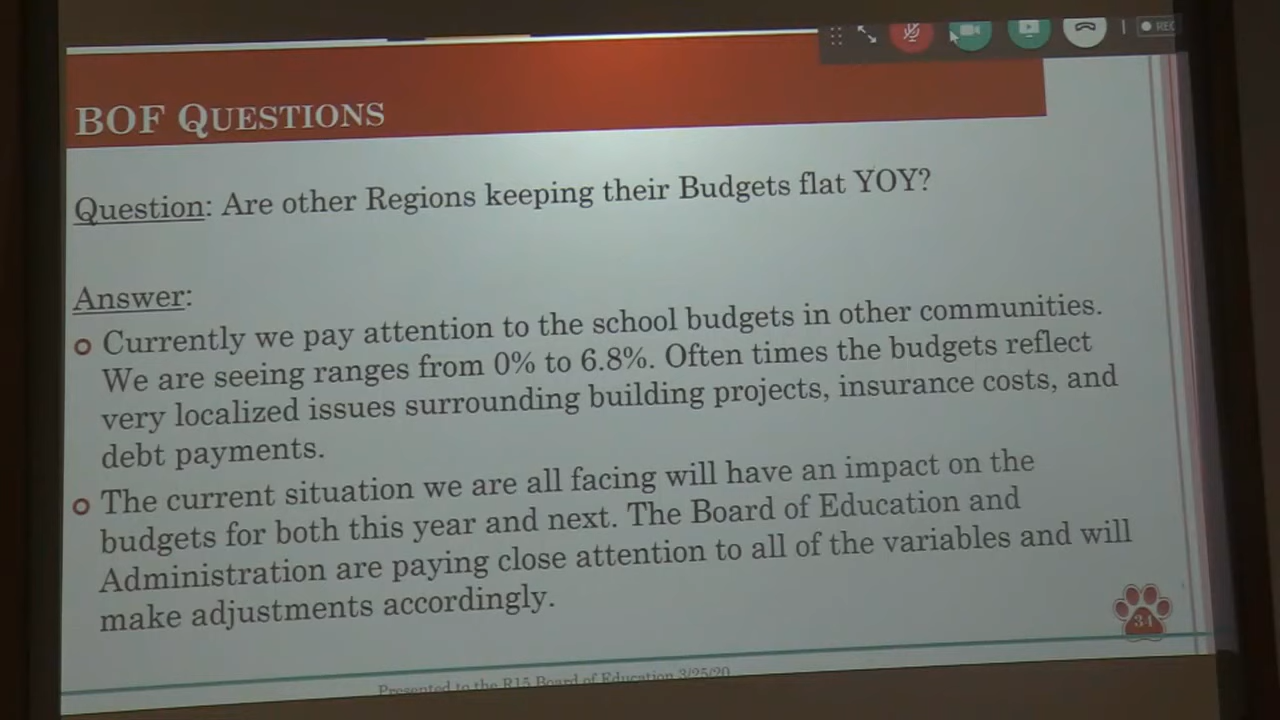 REC
BOF QUESTIONS
Question: Are other Regions keeping their Budgets flat YOY?
Answer:
Currently we pay attention to the school budgets in other communities.
We are seeing ranges from 0% to 6.8%. Often times the budgets reflect
very localized issues surrounding building projects, insurance costs, and
debt payments.
The current situation we are all facing will have an impact on the
budgets for both this year and next. The Board of Education and
Administration are paying close attention to all of the variables and will
make adjustments accordingly.
34
Presented to the R15 Board of Education 3/25/20